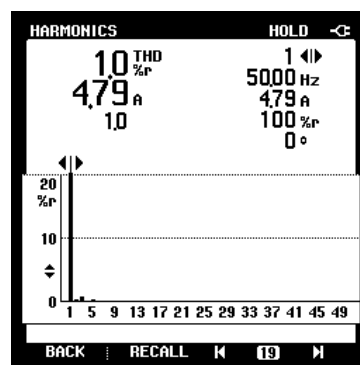 HARMONICS HOLD
1.0 THD %r
4.79 A
1.0
1
50.00 Hz
4.79 A
100 %r
0 °
20
%r
10
0
1 5 9 13 17 21 25 29 33 37 41 45 49
BACK RECALL 19